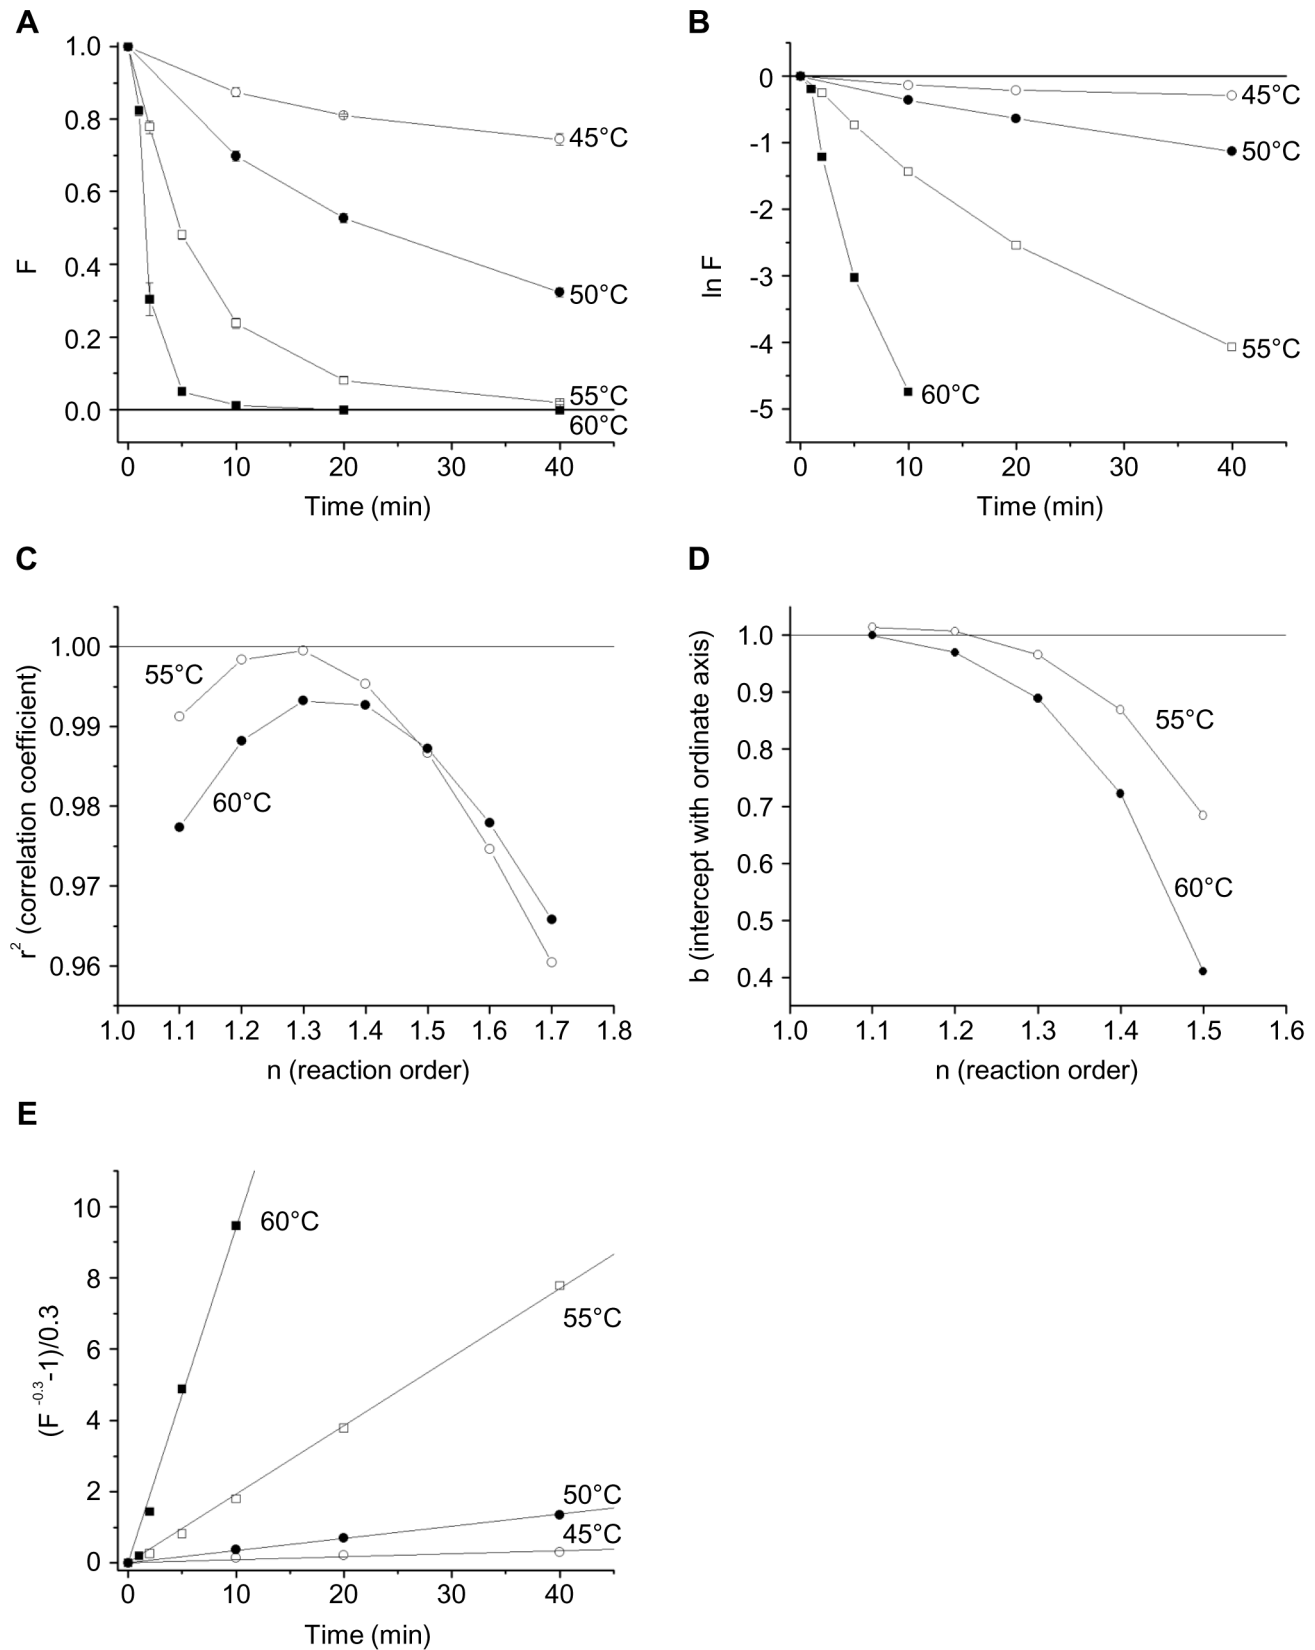 A
1.0
0.8
0.6
0.4
0.2
0.0
F
45°C
50°C
55°C
60°C
0 10 20 30 40
Time (min)
B
0
-1
-2
-3
-4
-5
ln F
45°C
50°C
55°C
60°C
0 10 20 30 40
Time (min)
C
1.00
0.99
0.98
0.97
0.96
r² (correlation coefficient)
55°C
60°C
1.0 1.1 1.2 1.3 1.4 1.5 1.6 1.7 1.8
n (reaction order)
D
1.0
0.9
0.8
0.7
0.6
0.5
0.4
b (intercept with ordinate axis)
55°C
60°C
1.0 1.1 1.2 1.3 1.4 1.5 1.6
n (reaction order)
E
10
8
6
4
2
0
(F ⁻⁰·³-1)/0.3
60°C
55°C
50°C
45°C
0 10 20 30 40
Time (min)